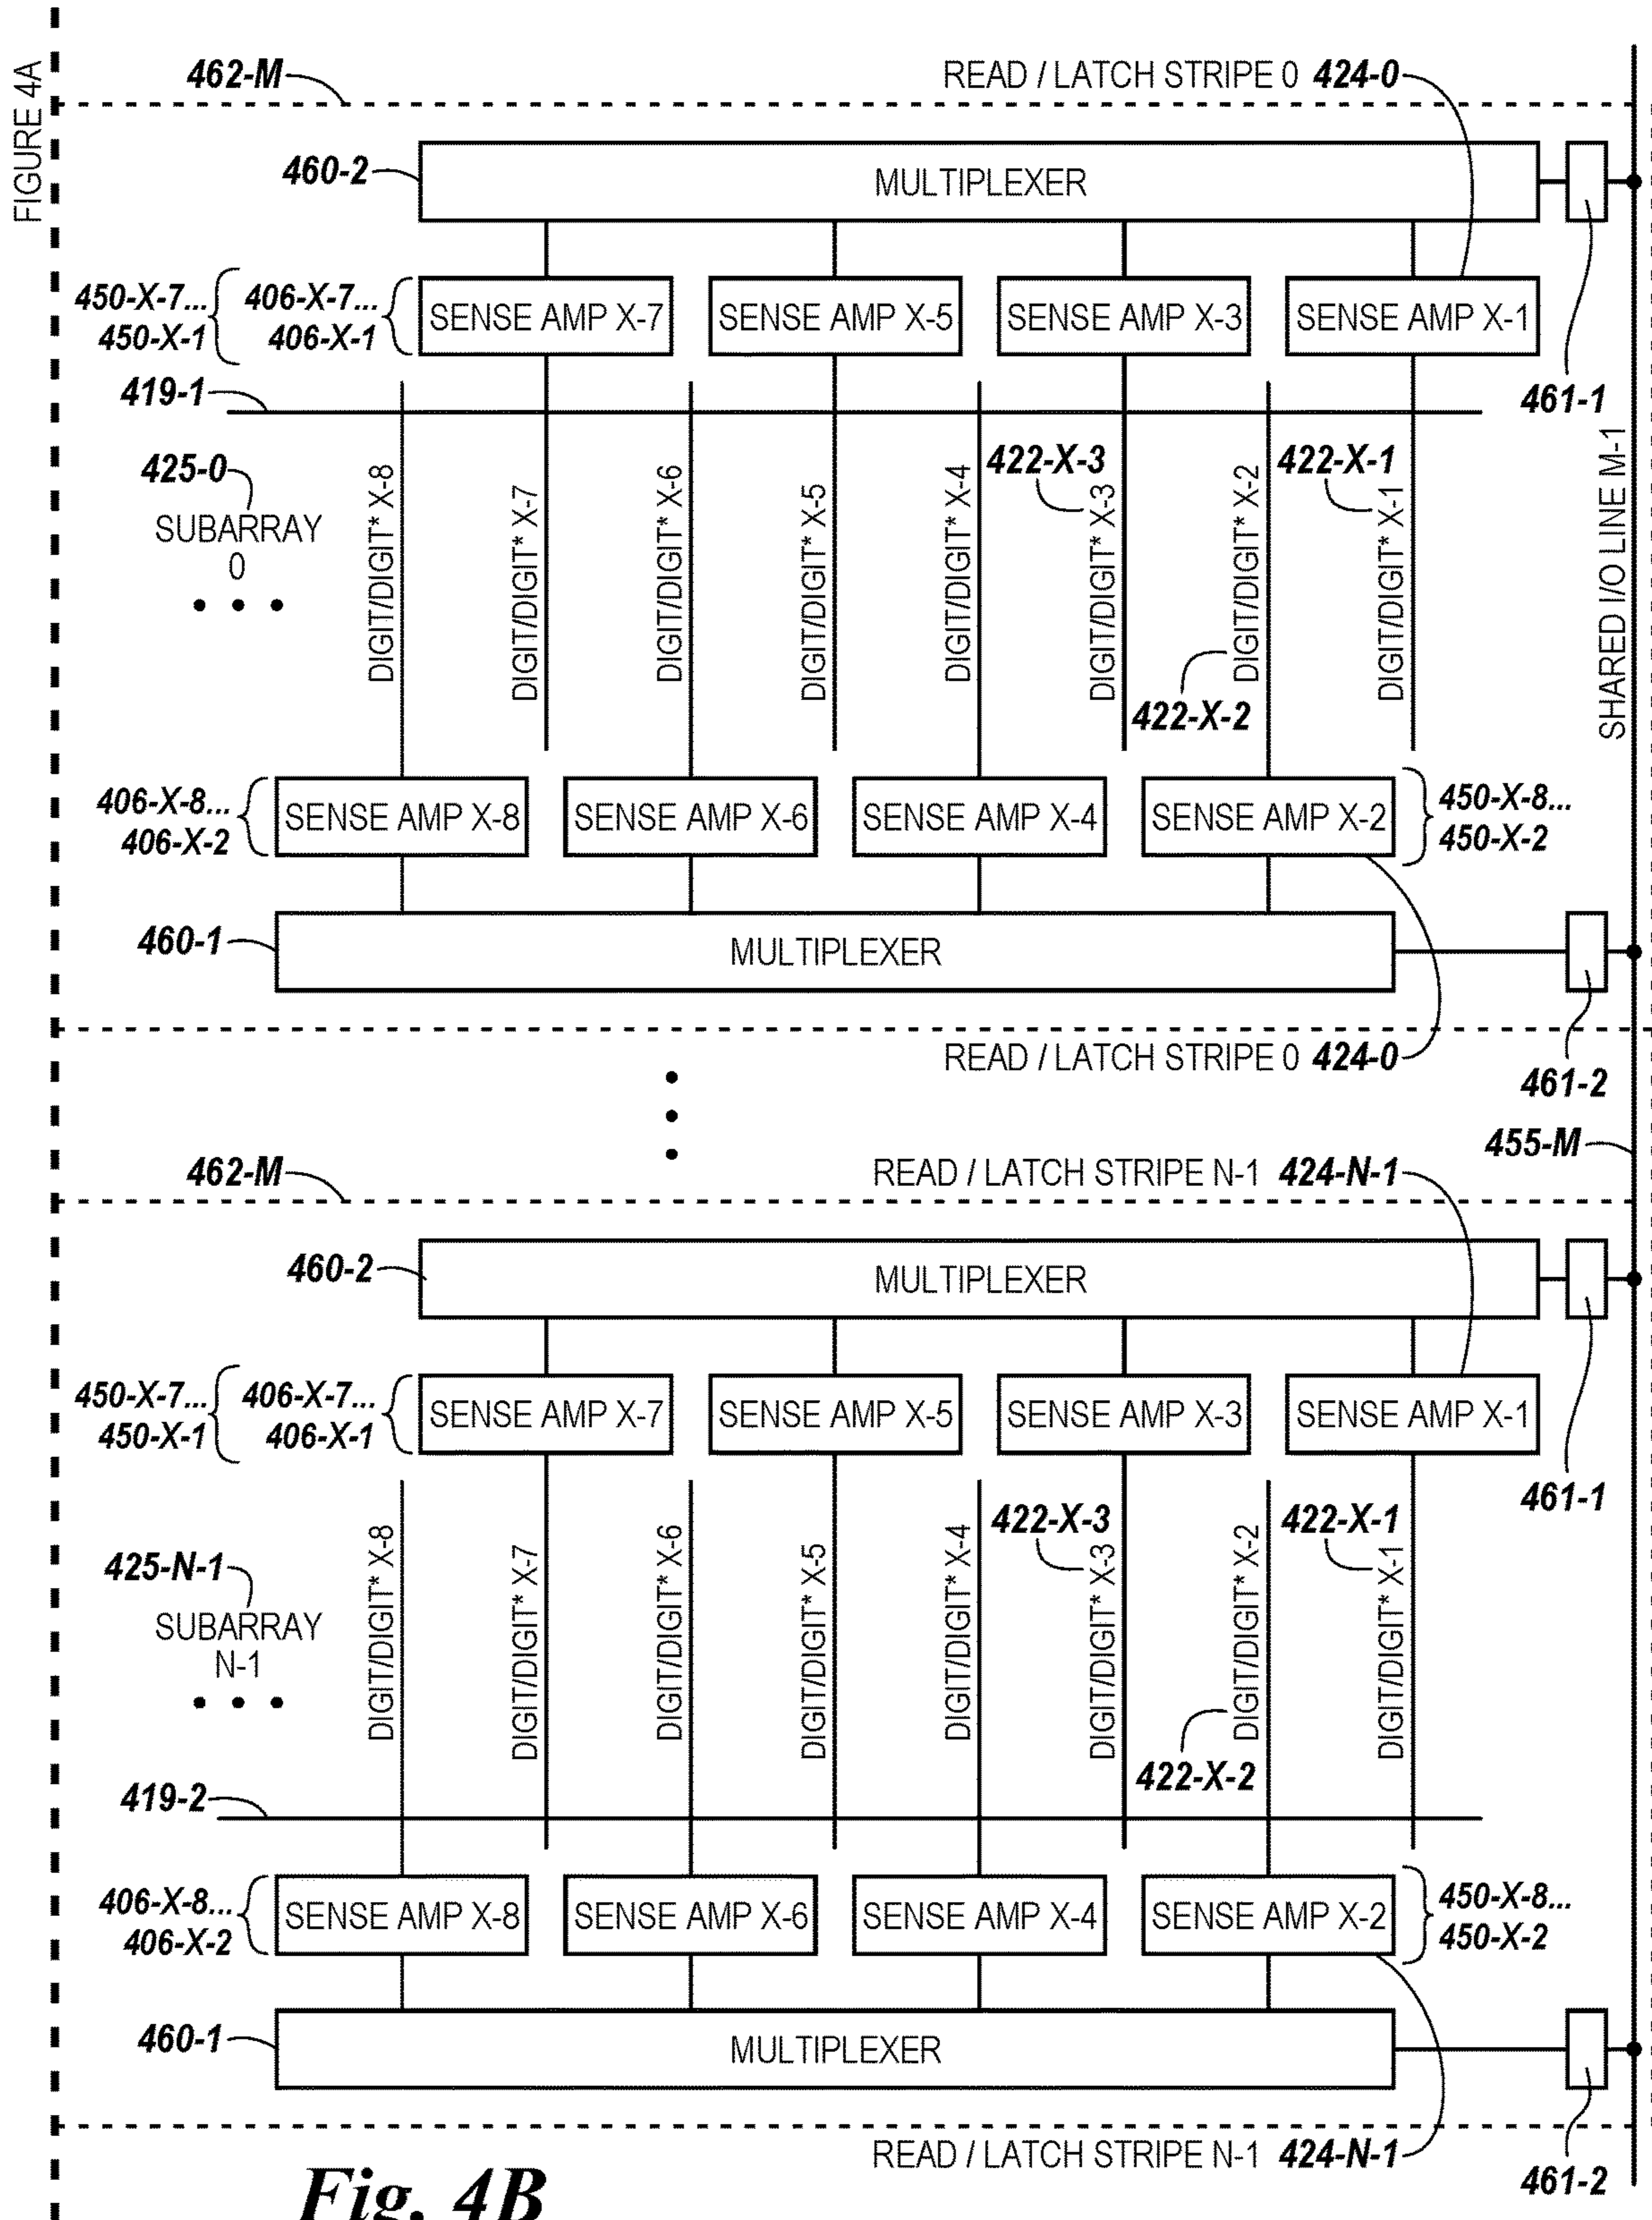 FIGURE 4A
462-M
READ / LATCH STRIPE 0 424-0
460-2
MULTIPLEXER
450-X-7...
450-X-1
406-X-7...
406-X-1
SENSE AMP X-7
SENSE AMP X-5
SENSE AMP X-3
SENSE AMP X-1
461-1
419-1
425-0
SUBARRAY
0
• • •
DIGIT/DIGIT* X-8
DIGIT/DIGIT* X-7
DIGIT/DIGIT* X-6
DIGIT/DIGIT* X-5
DIGIT/DIGIT* X-4
422-X-3
DIGIT/DIGIT* X-3
DIGIT/DIGIT* X-2
422-X-2
422-X-1
DIGIT/DIGIT* X-1
SHARED I/O LINE M-1
406-X-8...
406-X-2
SENSE AMP X-8
SENSE AMP X-6
SENSE AMP X-4
SENSE AMP X-2
450-X-8...
450-X-2
460-1
MULTIPLEXER
READ / LATCH STRIPE 0 424-0
461-2
455-M
462-M
READ / LATCH STRIPE N-1 424-N-1
460-2
MULTIPLEXER
450-X-7...
450-X-1
406-X-7...
406-X-1
SENSE AMP X-7
SENSE AMP X-5
SENSE AMP X-3
SENSE AMP X-1
461-1
425-N-1
SUBARRAY
N-1
• • •
DIGIT/DIGIT* X-8
DIGIT/DIGIT* X-7
DIGIT/DIGIT* X-6
DIGIT/DIGIT* X-5
DIGIT/DIGIT* X-4
422-X-3
DIGIT/DIGIT* X-3
DIGIT/DIGIT* X-2
422-X-2
422-X-1
DIGIT/DIGIT* X-1
419-2
406-X-8...
406-X-2
SENSE AMP X-8
SENSE AMP X-6
SENSE AMP X-4
SENSE AMP X-2
450-X-8...
450-X-2
460-1
MULTIPLEXER
READ / LATCH STRIPE N-1 424-N-1
461-2
Fig. 4B